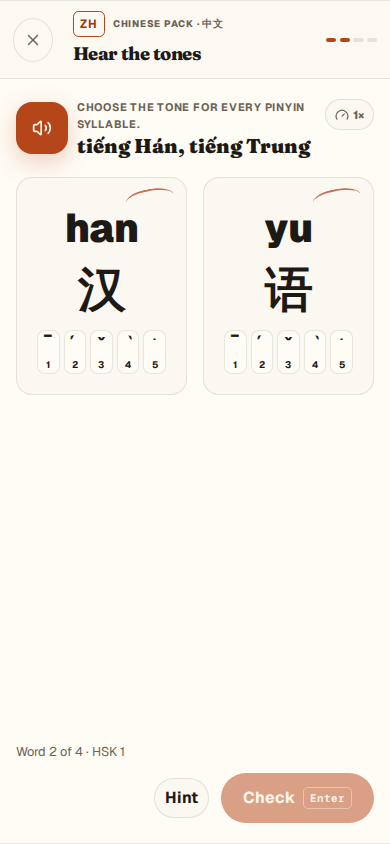 ZH
CHINESE PACK · 中文
Hear the tones
CHOOSE THE TONE FOR EVERY PINYIN
SYLLABLE.
tiếng Hán, tiếng Trung
1×
han
汉
ˉ ˊ ˇ ˋ ·
1 2 3 4 5
yu
语
ˉ ˊ ˇ ˋ ·
1 2 3 4 5
Word 2 of 4 · HSK 1
Hint
Check Enter